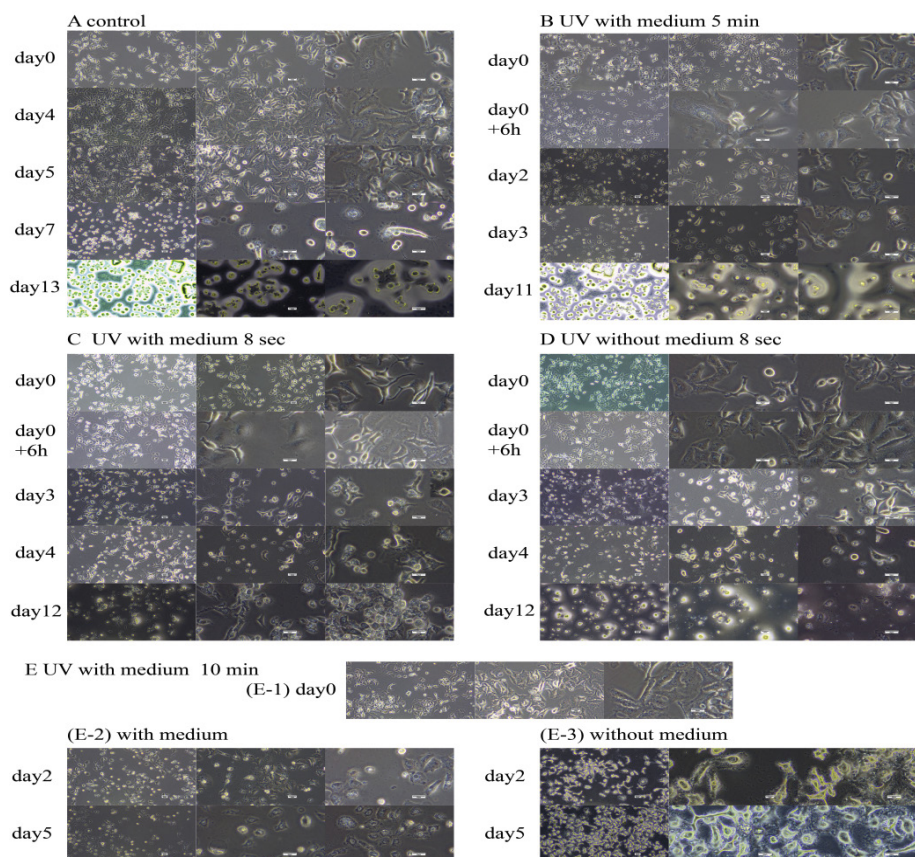 A control
day0
day4
day5
day7
day13
B UV with medium 5 min
day0
day0
+6h
day2
day3
day11
C UV with medium 8 sec
day0
day0
+6h
day3
day4
day12
D UV without medium 8 sec
day0
day0
+6h
day3
day4
day12
E UV with medium 10 min
(E-1) day0
(E-2) with medium
day2
day5
(E-3) without medium
day2
day5